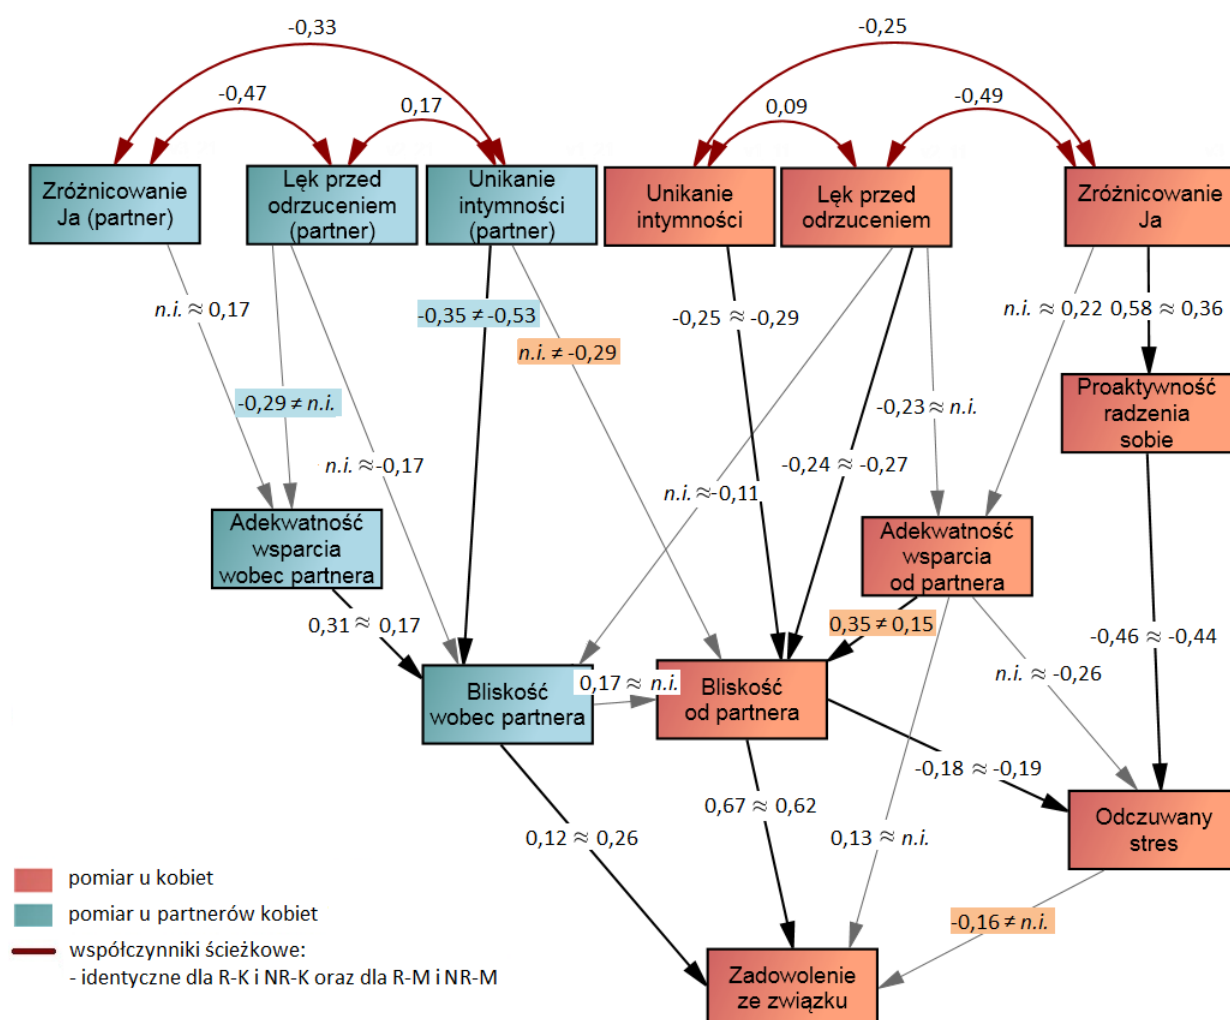 -0,33
-0,25
-0,47
0,17
0,09
-0,49
Zróżnicowanie
Ja (partner)
Lęk przed
odrzuceniem
(partner)
Unikanie
intymności
(partner)
Unikanie
intymności
Lęk przed
odrzuceniem
Zróżnicowanie
Ja
n.i. ≈ 0,17
-0,35 ≠ -0,53
n.i. ≠ -0,29
-0,25 ≈ -0,29
n.i. ≈ 0,22
0,58 ≈ 0,36
-0,29 ≠ n.i.
n.i. ≈ -0,17
n.i. ≈ -0,11
-0,24 ≈ -0,27
-0,23 ≈ n.i.
Proaktywność
radzenia
sobie
Adekwatność
wsparcia
wobec partnera
Adekwatność
wsparcia
od partnera
0,31 ≈ 0,17
0,35 ≠ 0,15
-0,46 ≈ -0,44
Bliskość
wobec partnera
0,17 ≈ n.i.
Bliskość
od partnera
n.i. ≈ -0,26
-0,18 ≈ -0,19
0,12 ≈ 0,26
0,67 ≈ 0,62
0,13 ≈ n.i.
Odczuwany
stres
-0,16 ≠ n.i.
Zadowolenie
ze związku
pomiar u kobiet
pomiar u partnerów kobiet
współczynniki ścieżkowe:
- identyczne dla R-K i NR-K oraz dla R-M i NR-M